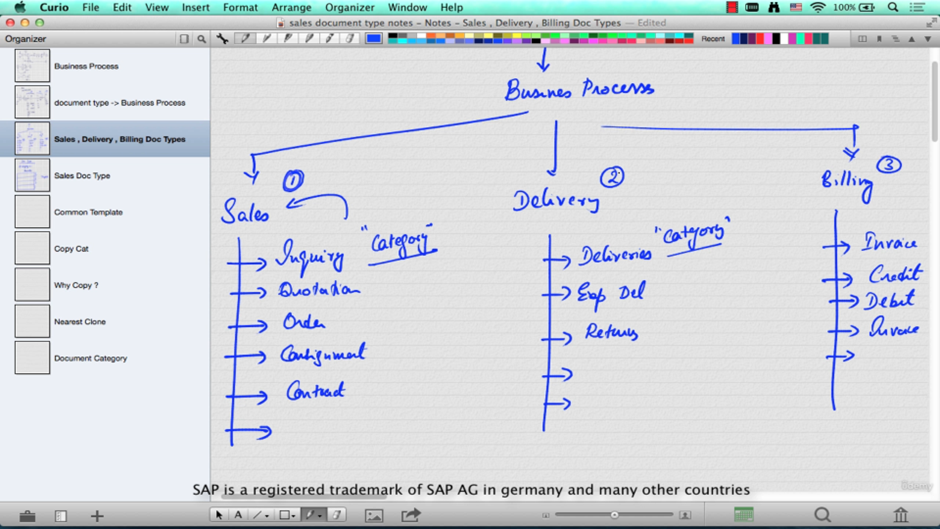 Curio File Edit View Insert Format Arrange Organizer Window Help 100%
sales document type notes - Notes - Sales , Delivery , Billing Doc Types — Edited
Organizer
Recent
Business Process
document type -> Business Process
Sales , Delivery , Billing Doc Types
Sales Doc Type
Common Template
Copy Cat
Why Copy ?
Nearest Clone
Document Category
Busines Processs
1
2
3
Sales
Delivery
Billing
Inquiry "Category"
Quotation
Order
Consignment
Contract
Deliveries "Category"
Exp Del
Returns
Invoice
Credit
Debit
Invoice
SAP is a registered trademark of SAP AG in germany and many other countries
Udemy
A